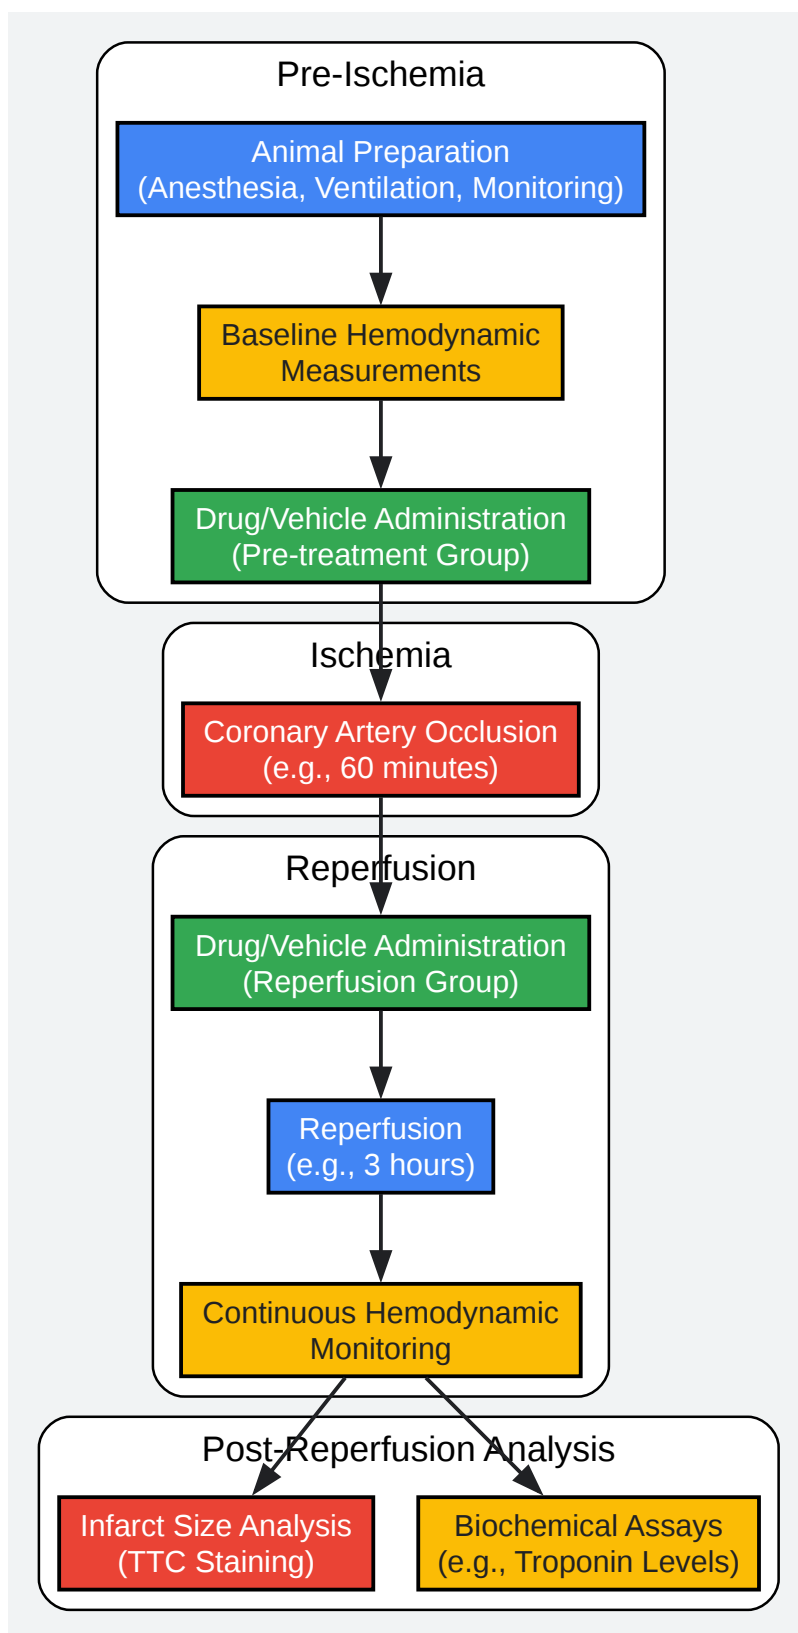 Pre-Ischemia
Animal Preparation
(Anesthesia, Ventilation, Monitoring)
Baseline Hemodynamic
Measurements
Drug/Vehicle Administration
(Pre-treatment Group)
Ischemia
Coronary Artery Occlusion
(e.g., 60 minutes)
Reperfusion
Drug/Vehicle Administration
(Reperfusion Group)
Reperfusion
(e.g., 3 hours)
Continuous Hemodynamic
Monitoring
Post-Reperfusion Analysis
Infarct Size Analysis
(TTC Staining)
Biochemical Assays
(e.g., Troponin Levels)